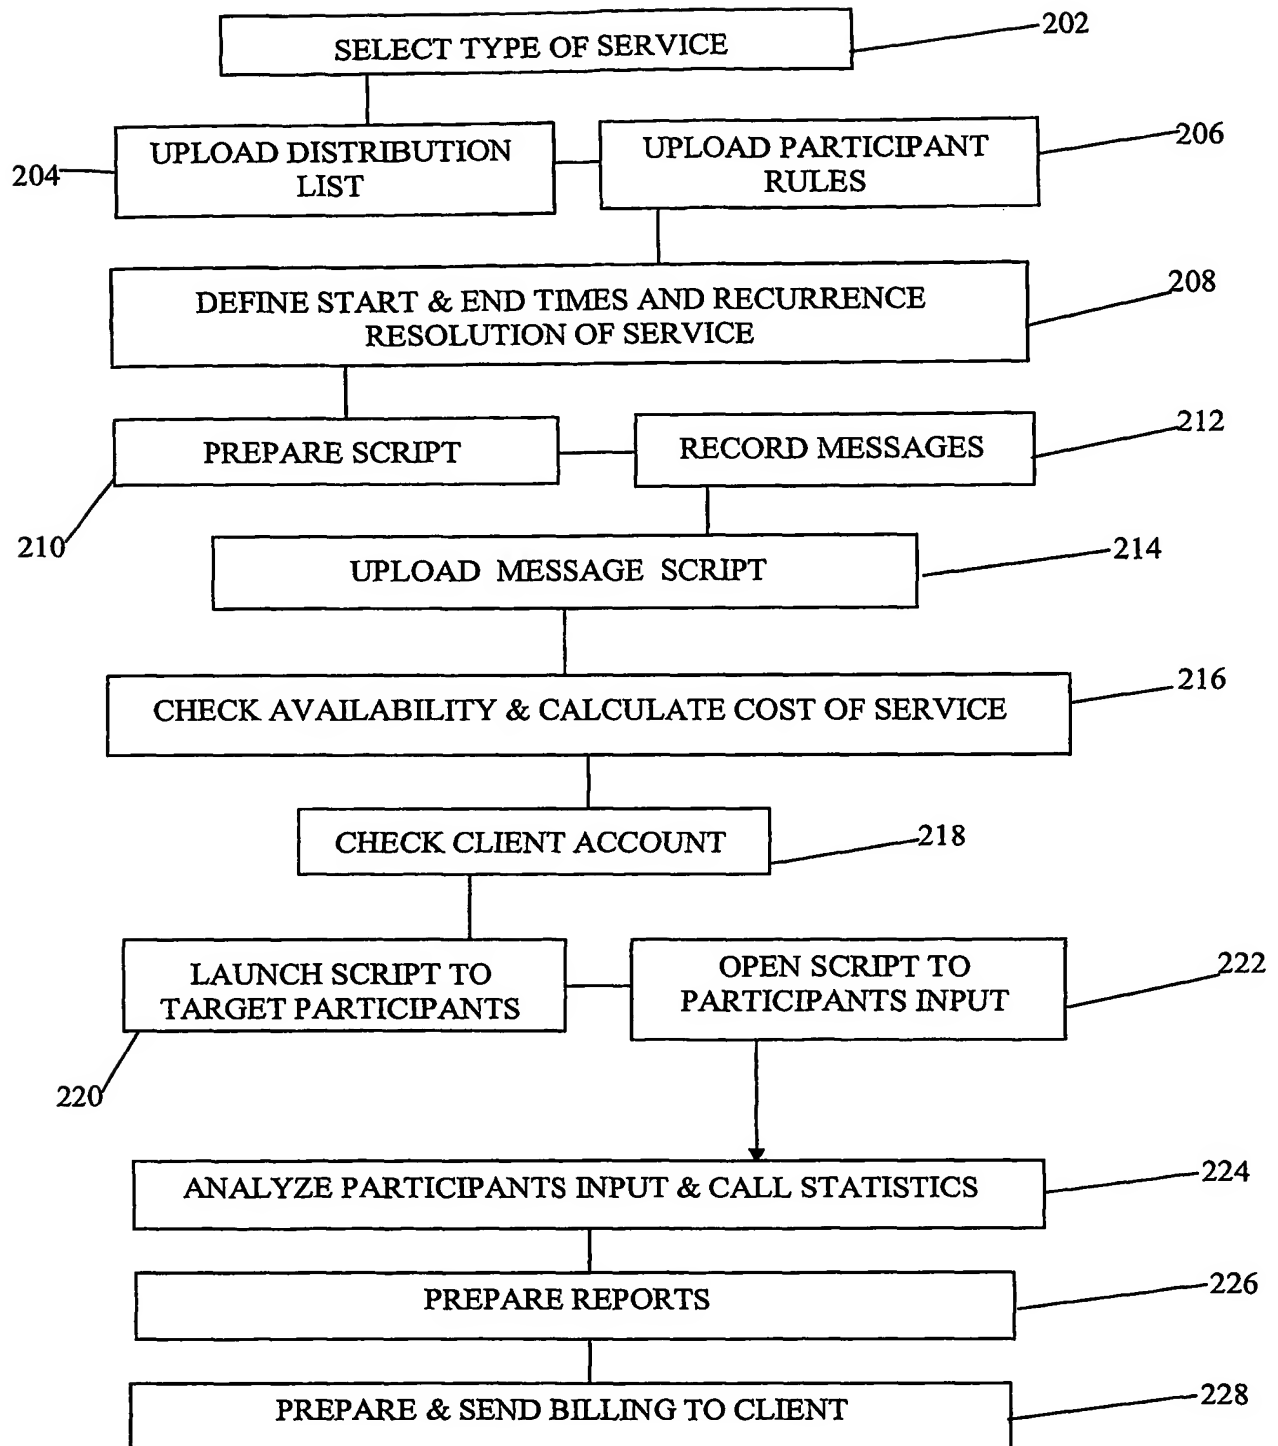 SELECT TYPE OF SERVICE
202
UPLOAD DISTRIBUTION
LIST
204
UPLOAD PARTICIPANT
RULES
206
DEFINE START & END TIMES AND RECURRENCE
RESOLUTION OF SERVICE
208
PREPARE SCRIPT
210
RECORD MESSAGES
212
UPLOAD MESSAGE SCRIPT
214
CHECK AVAILABILITY & CALCULATE COST OF SERVICE
216
CHECK CLIENT ACCOUNT
218
LAUNCH SCRIPT TO
TARGET PARTICIPANTS
220
OPEN SCRIPT TO
PARTICIPANTS INPUT
222
ANALYZE PARTICIPANTS INPUT & CALL STATISTICS
224
PREPARE REPORTS
226
PREPARE & SEND BILLING TO CLIENT
228